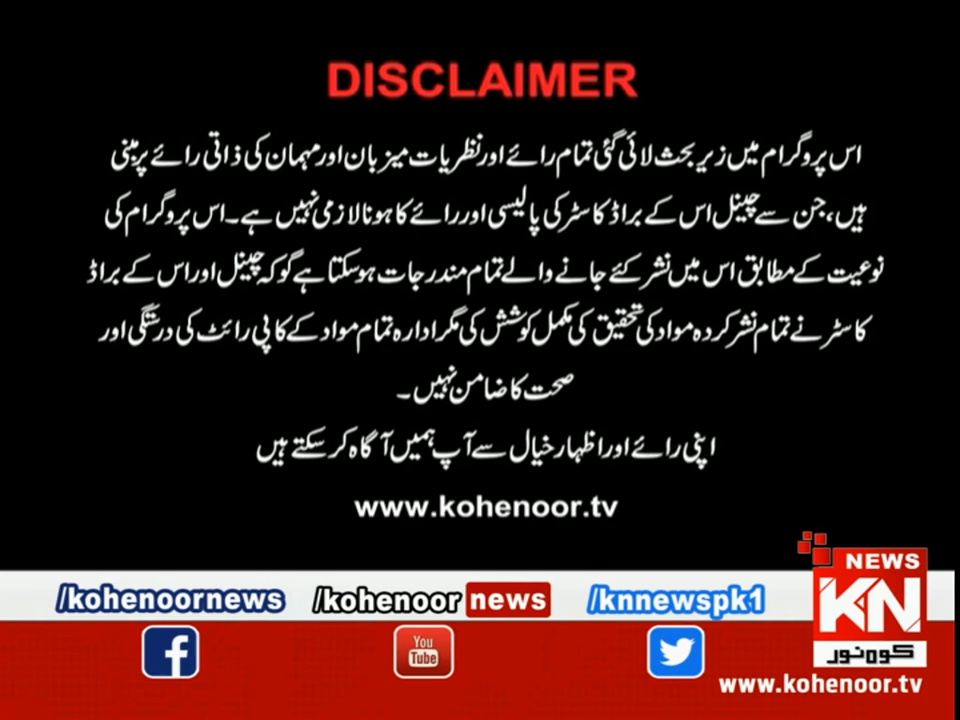 DISCLAIMER
اس پروگرام میں زیرِ بحث لائی گئی تمام رائے اور نظریات میزبان اور مہمان کی ذاتی رائے پر مبنی
ہیں، جن سے چینل اس کے براڈ کاسٹر کی پالیسی اور رائے کا ہونا لازمی نہیں ہے۔ اس پروگرام کی
نوعیت کے مطابق اس میں نشر کئے جانے والے تمام مندرجات ہو سکتا ہے گو کہ چینل اور اس کے براڈ
کاسٹر نے تمام نشر کردہ مواد کی تحقیق کی مکمل کوشش کی مگر ادارہ تمام مواد کے کاپی رائٹ کی درستگی اور
صحت کا ضامن نہیں۔
اپنی رائے اور اظہار خیال سے آپ ہمیں آگاہ کر سکتے ہیں
www.kohenoor.tv
/kohenoornews /kohenoor news /knnewspk1
You Tube
NEWS
KN
کوہ نور
www.kohenoor.tv